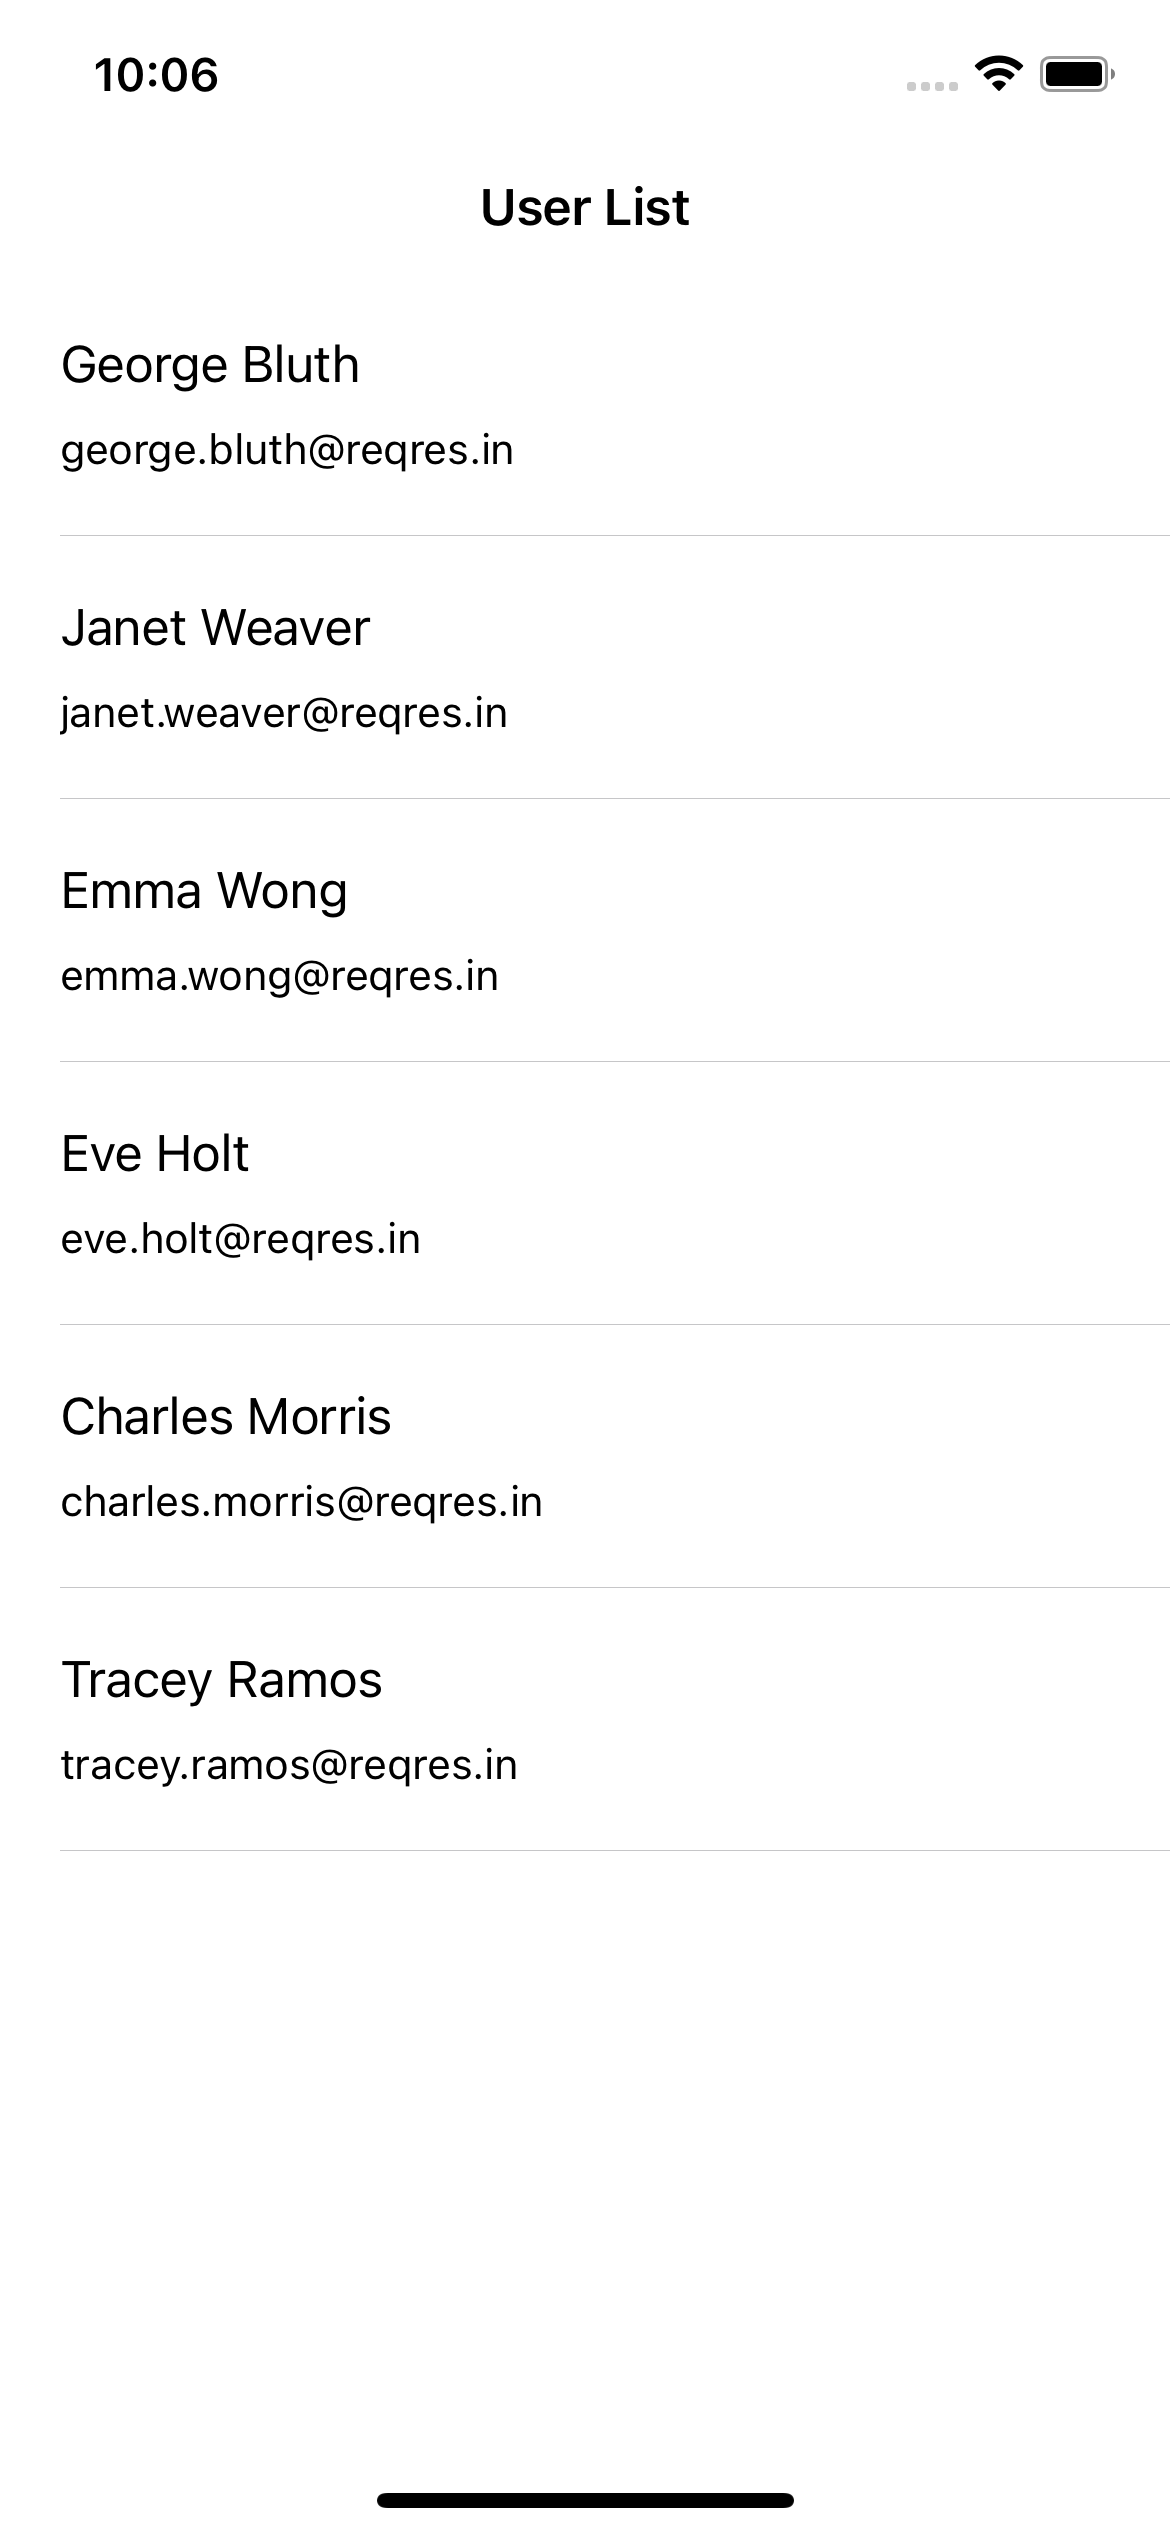 10:06
User List
George Bluth
george.bluth@reqres.in
Janet Weaver
janet.weaver@reqres.in
Emma Wong
emma.wong@reqres.in
Eve Holt
eve.holt@reqres.in
Charles Morris
charles.morris@reqres.in
Tracey Ramos
tracey.ramos@reqres.in